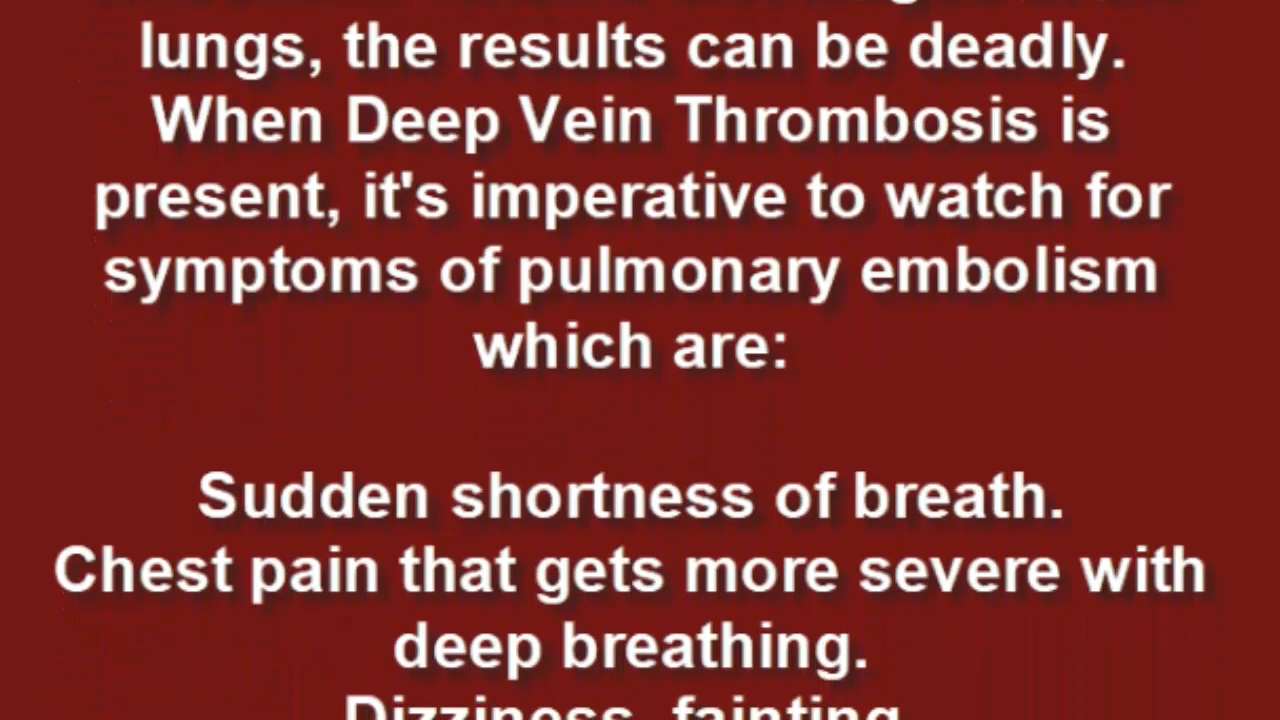 lungs, the results can be deadly.
When Deep Vein Thrombosis is
present, it's imperative to watch for
symptoms of pulmonary embolism
which are:
Sudden shortness of breath.
Chest pain that gets more severe with
deep breathing.
Dizziness, fainting